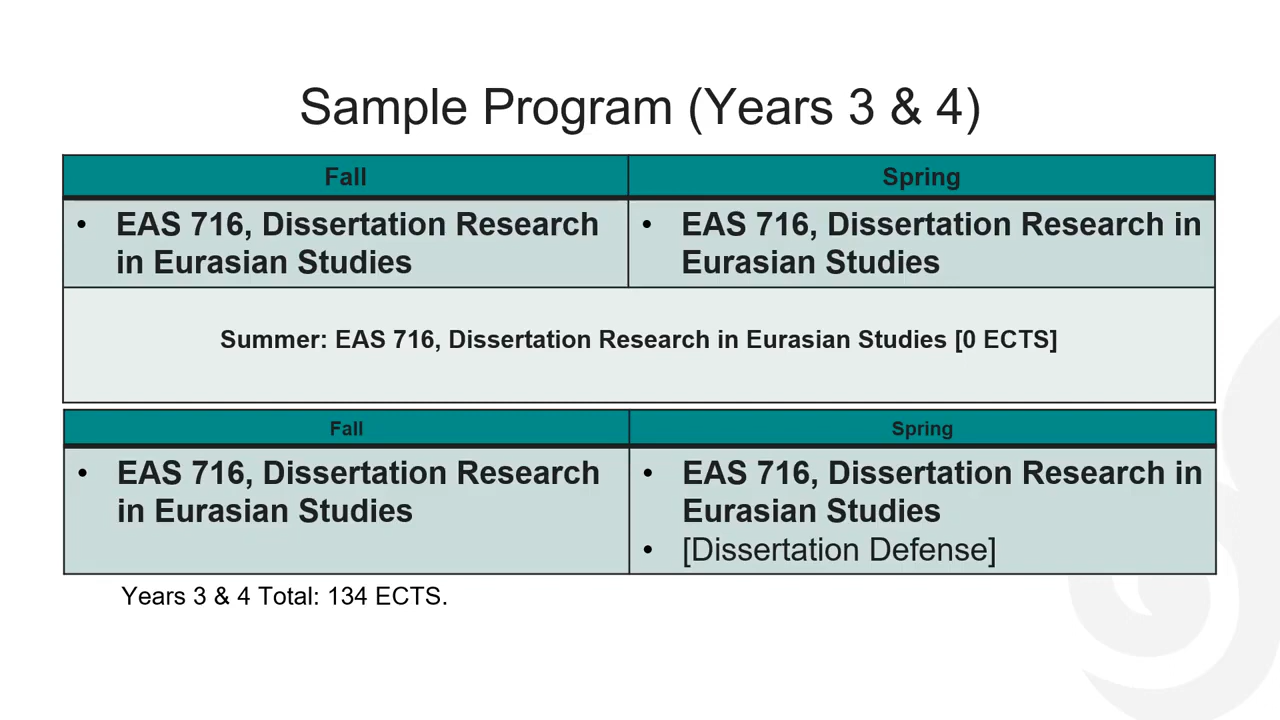 Sample Program (Years 3 & 4)
Fall
Spring
• EAS 716, Dissertation Research
in Eurasian Studies
• EAS 716, Dissertation Research in
Eurasian Studies
Summer: EAS 716, Dissertation Research in Eurasian Studies [0 ECTS]
Fall
Spring
• EAS 716, Dissertation Research
in Eurasian Studies
• EAS 716, Dissertation Research in
Eurasian Studies
• [Dissertation Defense]
Years 3 & 4 Total: 134 ECTS.